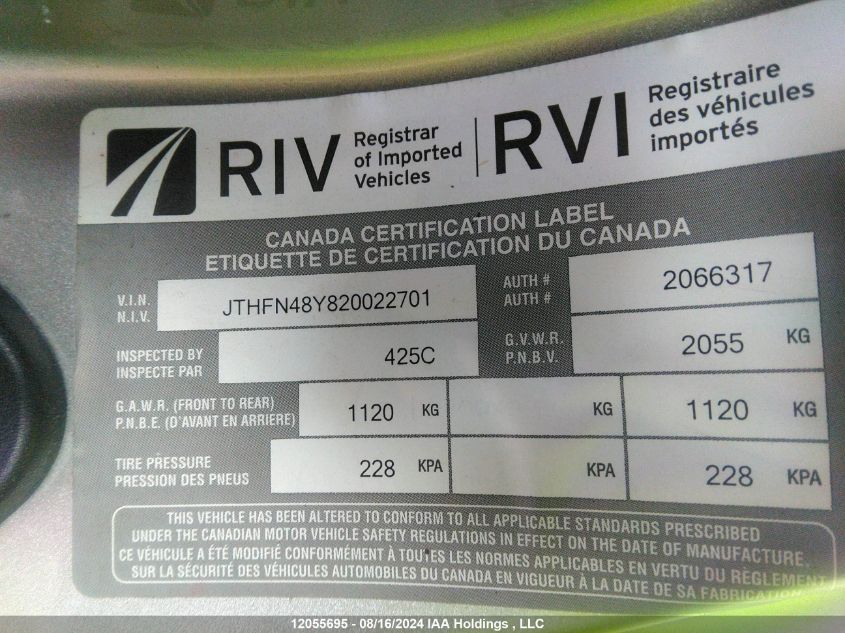 RIV
Registrar
of Imported
Vehicles
RVI
Registraire
des véhicules
importés
CANADA CERTIFICATION LABEL
ETIQUETTE DE CERTIFICATION DU CANADA
V.I.N.
N.I.V.
JTHFN48Y820022701
AUTH #
AUTH #
2066317
INSPECTED BY
INSPECTE PAR
425C
G.V.W.R.
P.N.B.V.
2055 KG
G.A.W.R. (FRONT TO REAR)
P.N.B.E. (D'AVANT EN ARRIERE)
1120 KG
KG
1120 KG
TIRE PRESSURE
PRESSION DES PNEUS
228 KPA
KPA
228 KPA
THIS VEHICLE HAS BEEN ALTERED TO CONFORM TO ALL APPLICABLE STANDARDS PRESCRIBED
UNDER THE CANADIAN MOTOR VEHICLE SAFETY REGULATIONS IN EFFECT ON THE DATE OF MANUFACTURE.
CE VÉHICULE A ÉTÉ MODIFIÉ CONFORMÉMENT À TOUTES LES NORMES APPLICABLES EN VERTU DU RÈGLEMENT
SUR LA SÉCURITÉ DES VÉHICULES AUTOMOBILES DU CANADA EN VIGUEUR À LA DATE DE SA FABRICATION.
12055695 - 08/16/2024 IAA Holdings , LLC